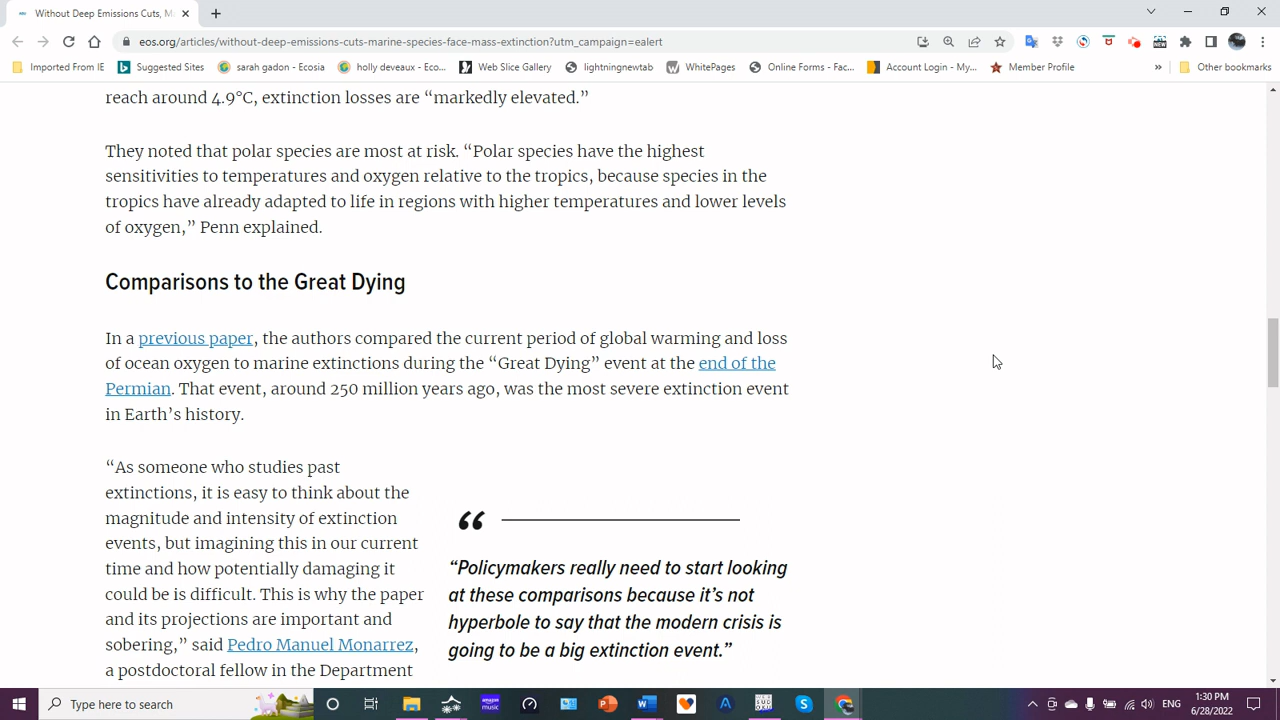 Without Deep Emissions Cuts, M
eos.org/articles/without-deep-emissions-cuts-marine-species-face-mass-extinction?utm_campaign=ealert
Imported From IE Suggested Sites sarah gadon - Ecosia holly deveaux - Eco... Web Slice Gallery lightningnewtab WhitePages Online Forms - Fac... Account Login - My... Member Profile » Other bookmarks
reach around 4.9°C, extinction losses are “markedly elevated.”
They noted that polar species are most at risk. “Polar species have the highest
sensitivities to temperatures and oxygen relative to the tropics, because species in the
tropics have already adapted to life in regions with higher temperatures and lower levels
of oxygen,” Penn explained.
Comparisons to the Great Dying
In a previous paper, the authors compared the current period of global warming and loss
of ocean oxygen to marine extinctions during the “Great Dying” event at the end of the
Permian. That event, around 250 million years ago, was the most severe extinction event
in Earth’s history.
“As someone who studies past
extinctions, it is easy to think about the
magnitude and intensity of extinction
events, but imagining this in our current
time and how potentially damaging it
could be is difficult. This is why the paper
and its projections are important and
sobering,” said Pedro Manuel Monarrez,
a postdoctoral fellow in the Department
“
“Policymakers really need to start looking
at these comparisons because it’s not
hyperbole to say that the modern crisis is
going to be a big extinction event.”
Type here to search
ENG
1:30 PM
6/28/2022